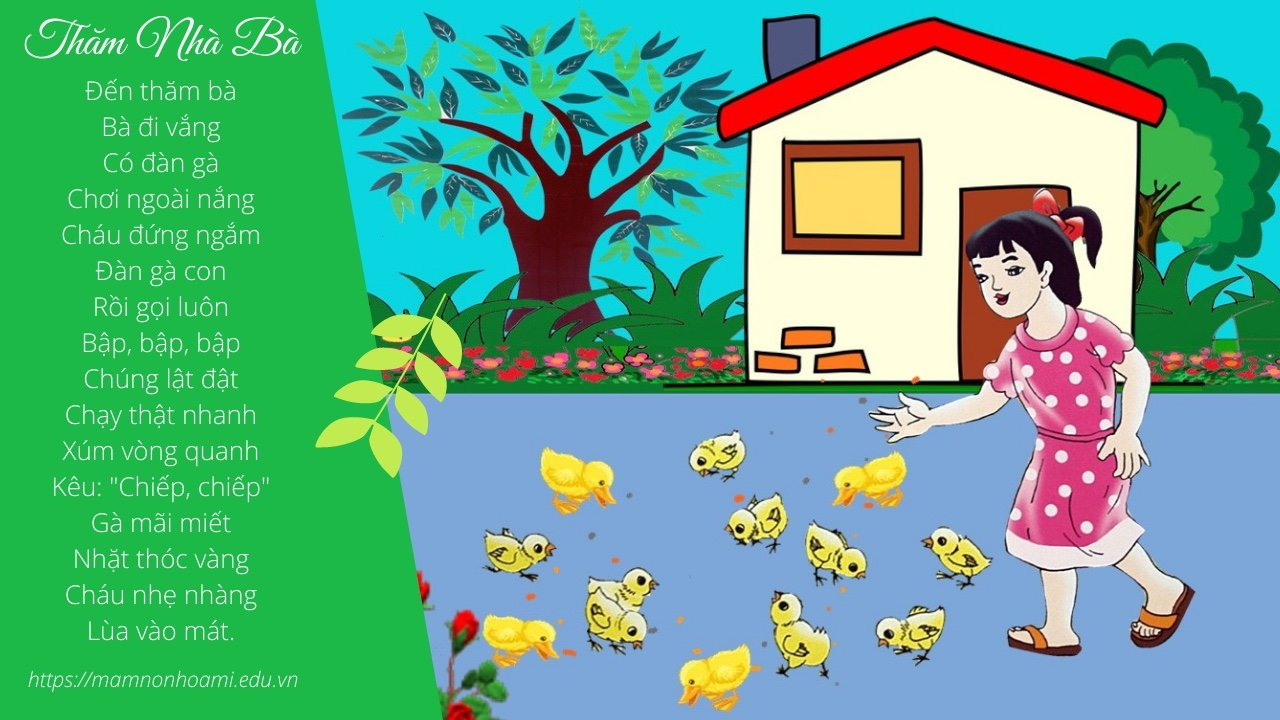 Thăm Nhà Bà
Đến thăm bà
Bà đi vắng
Có đàn gà
Chơi ngoài nắng
Cháu đứng ngắm
Đàn gà con
Rồi gọi luôn
Bập, bập, bập
Chúng lật đật
Chạy thật nhanh
Xúm vòng quanh
Kêu: "Chiếp, chiếp"
Gà mãi miết
Nhặt thóc vàng
Cháu nhẹ nhàng
Lùa vào mát.
https://mamnonhoami.edu.vn